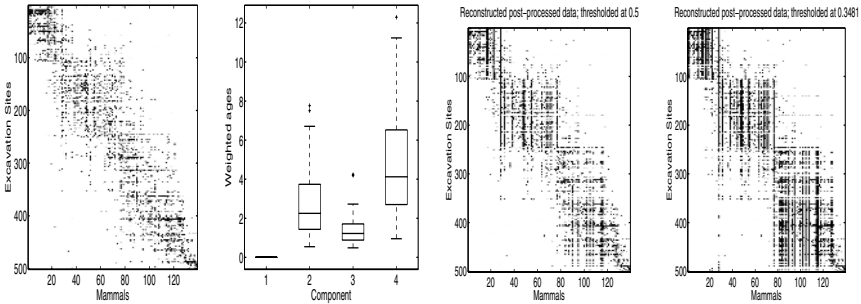 Reconstructed post-processed data; thresholded at 0.5
Reconstructed post-processed data; thresholded at 0.3481
Excavation Sites
100
200
300
400
500
20 40 60 80 100 120
Mammals
Weighted ages
12
10
8
6
4
2
0
1 2 3 4
Component
Excavation Sites
100
200
300
400
500
20 40 60 80 100 120
Mammals
Excavation Sites
100
200
300
400
500
20 40 60 80 100 120
Mammals